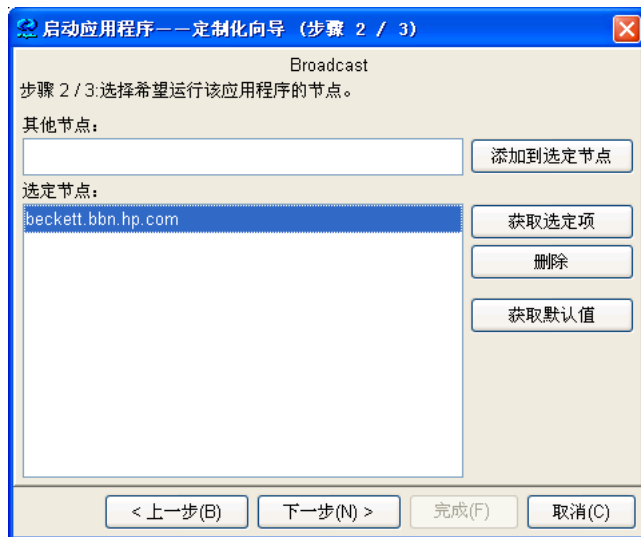 启动应用程序——定制化向导 (步骤 2 / 3)
Broadcast
步骤 2 / 3:选择希望运行该应用程序的节点。
其他节点：
添加到选定节点
选定节点：
beckett.bbn.hp.com
获取选定项
删除
获取默认值
< 上一步(B)
下一步(N) >
完成(F)
取消(C)